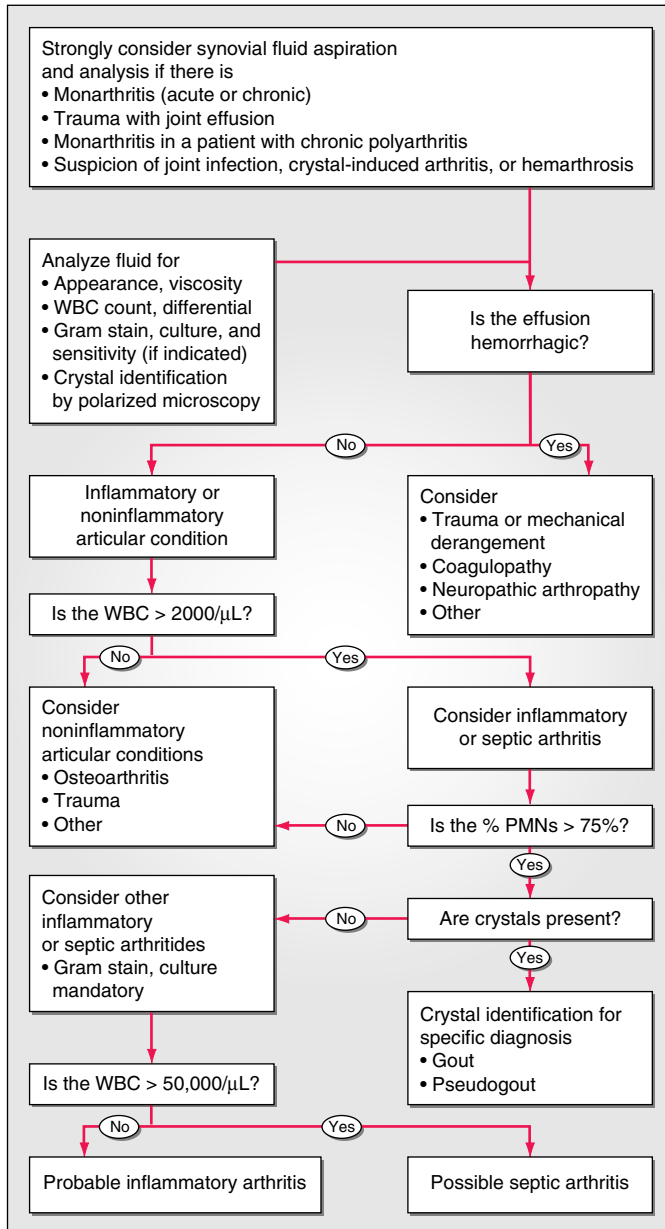 Strongly consider synovial fluid aspiration
and analysis if there is
• Monarthritis (acute or chronic)
• Trauma with joint effusion
• Monarthritis in a patient with chronic polyarthritis
• Suspicion of joint infection, crystal-induced arthritis, or hemarthrosis
Analyze fluid for
• Appearance, viscosity
• WBC count, differential
• Gram stain, culture, and
sensitivity (if indicated)
• Crystal identification
by polarized microscopy
Is the effusion
hemorrhagic?
No
Yes
Inflammatory or
noninflammatory
articular condition
Consider
• Trauma or mechanical
derangement
• Coagulopathy
• Neuropathic arthropathy
• Other
Is the WBC > 2000/μL?
No
Yes
Consider
noninflammatory
articular conditions
• Osteoarthritis
• Trauma
• Other
Consider inflammatory
or septic arthritis
No
Is the % PMNs > 75%?
Yes
Consider other
inflammatory
or septic arthritides
• Gram stain, culture
mandatory
No
Are crystals present?
Yes
Crystal identification for
specific diagnosis
• Gout
• Pseudogout
Is the WBC > 50,000/μL?
No
Yes
Probable inflammatory arthritis
Possible septic arthritis